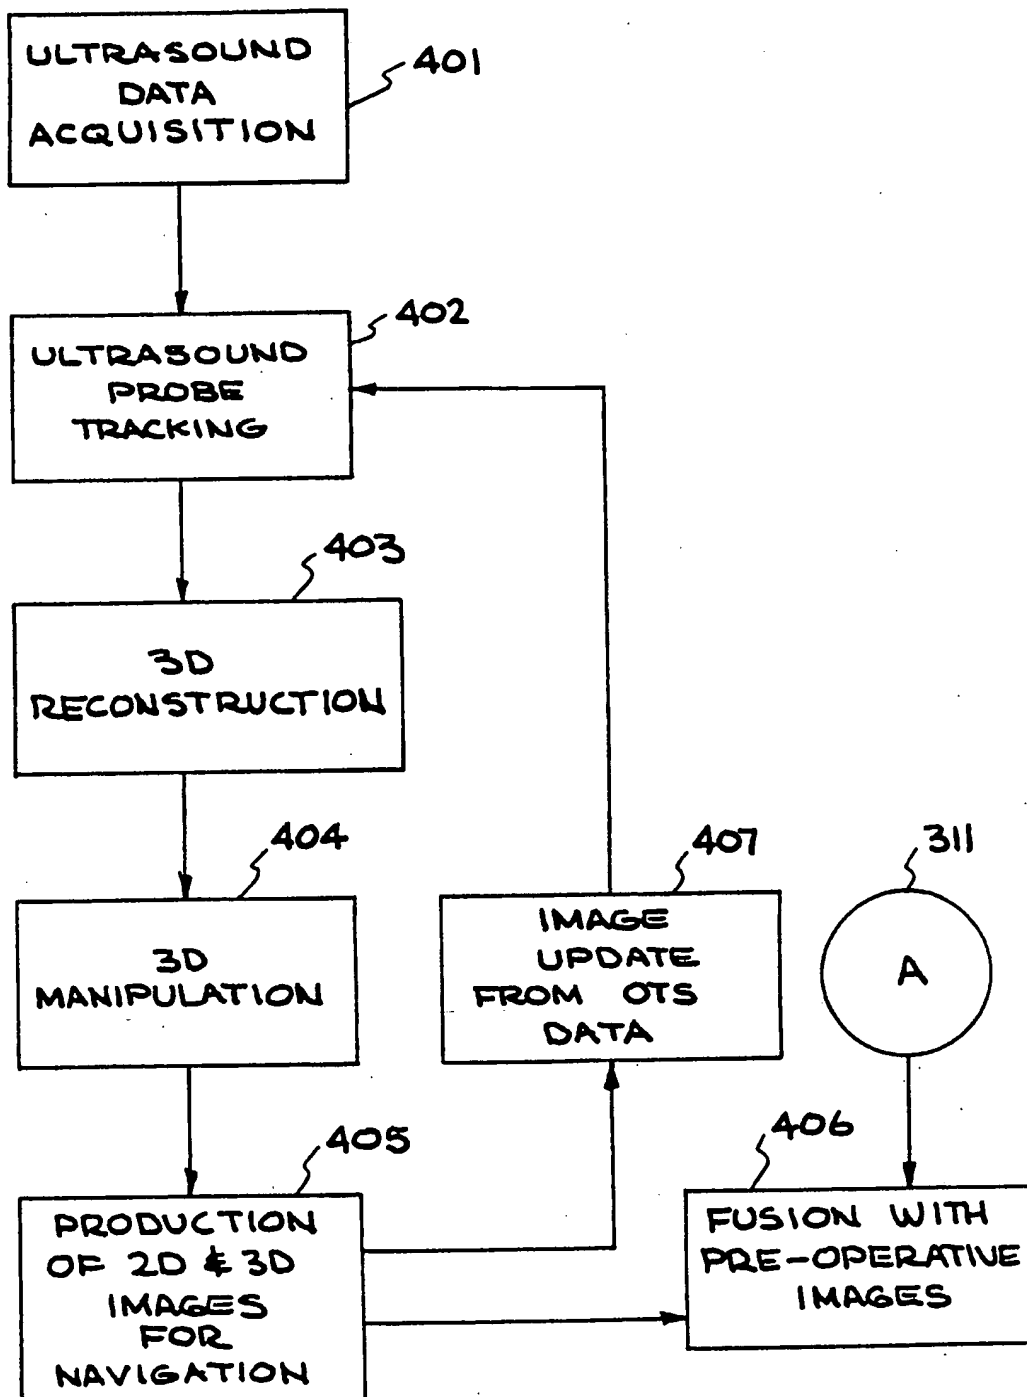 ULTRASOUND
DATA
ACQUISITION
401
ULTRASOUND
PROBE
TRACKING
402
403
3D
RECONSTRUCTION
404
3D
MANIPULATION
407
IMAGE
UPDATE
FROM OTS
DATA
311
A
405
PRODUCTION
OF 2D & 3D
IMAGES
FOR
NAVIGATION
406
FUSION WITH
PRE-OPERATIVE
IMAGES